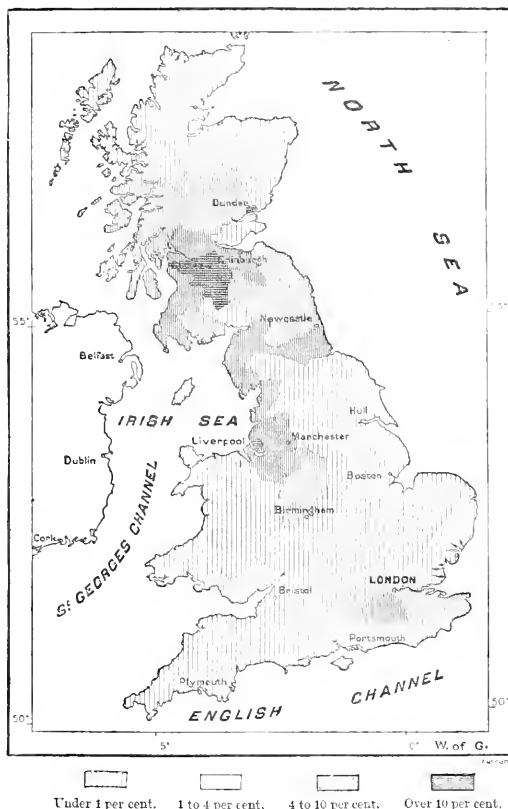 NORTH
SEA
Dundee
Edinburgh
55°
5°
Newcastle
Belfast
IRISH SEA
Hull
Liverpool
Manchester
Dublin
Boston
Birmingham
Cork
ST GEORGES CHANNEL
LONDON
Bristol
Portsmouth
Plymouth
ENGLISH CHANNEL
50°
50°
5°
0°
W. of G.
Under 1 per cent.
1 to 4 per cent.
4 to 10 per cent.
Over 10 per cent.